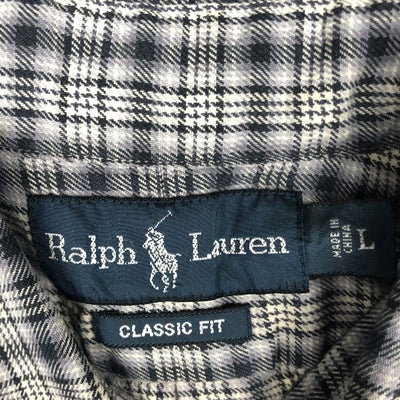 Ralph Lauren
MADE IN
CHINA
L
CLASSIC FIT